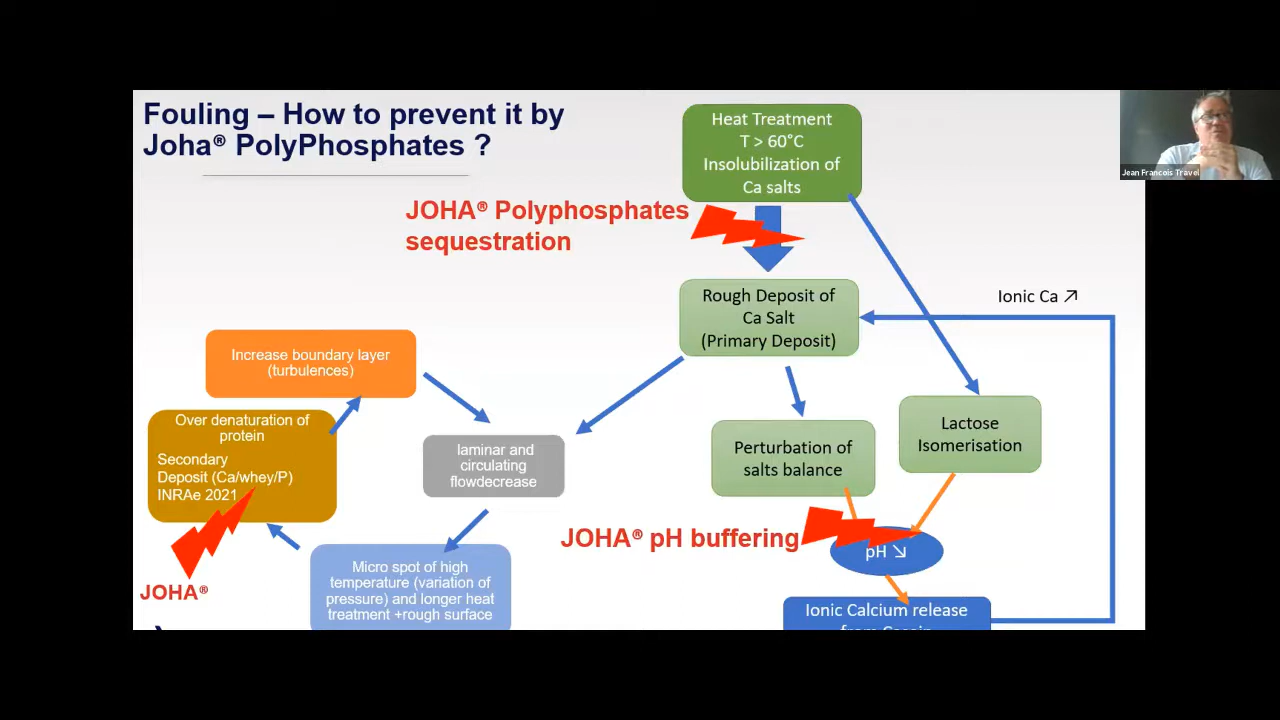 Fouling – How to prevent it by
Joha® PolyPhosphates ?
Heat Treatment
T > 60°C
Insolubilization of
Ca salts
Jean Francois Travel
JOHA® Polyphosphates
sequestration
Rough Deposit of
Ca Salt
(Primary Deposit)
Ionic Ca ↗
Increase boundary layer
(turbulences)
Over denaturation of
protein
Secondary
Deposit (Ca/whey/P)
INRAe 2021
laminar and
circulating
flowdecrease
Perturbation of
salts balance
Lactose
Isomerisation
JOHA® pH buffering
pH ↘
JOHA®
Micro spot of high
temperature (variation of
pressure) and longer heat
treatment +rough surface
Ionic Calcium release
from Casein